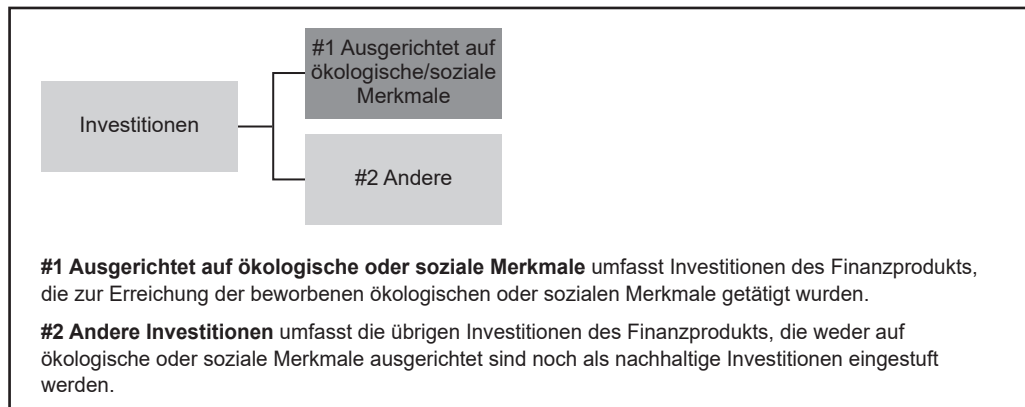 #1 Ausgerichtet auf
ökologische/soziale
Merkmale
Investitionen
#2 Andere
#1 Ausgerichtet auf ökologische oder soziale Merkmale umfasst Investitionen des Finanzprodukts,
die zur Erreichung der beworbenen ökologischen oder sozialen Merkmale getätigt wurden.
#2 Andere Investitionen umfasst die übrigen Investitionen des Finanzprodukts, die weder auf
ökologische oder soziale Merkmale ausgerichtet sind noch als nachhaltige Investitionen eingestuft
werden.